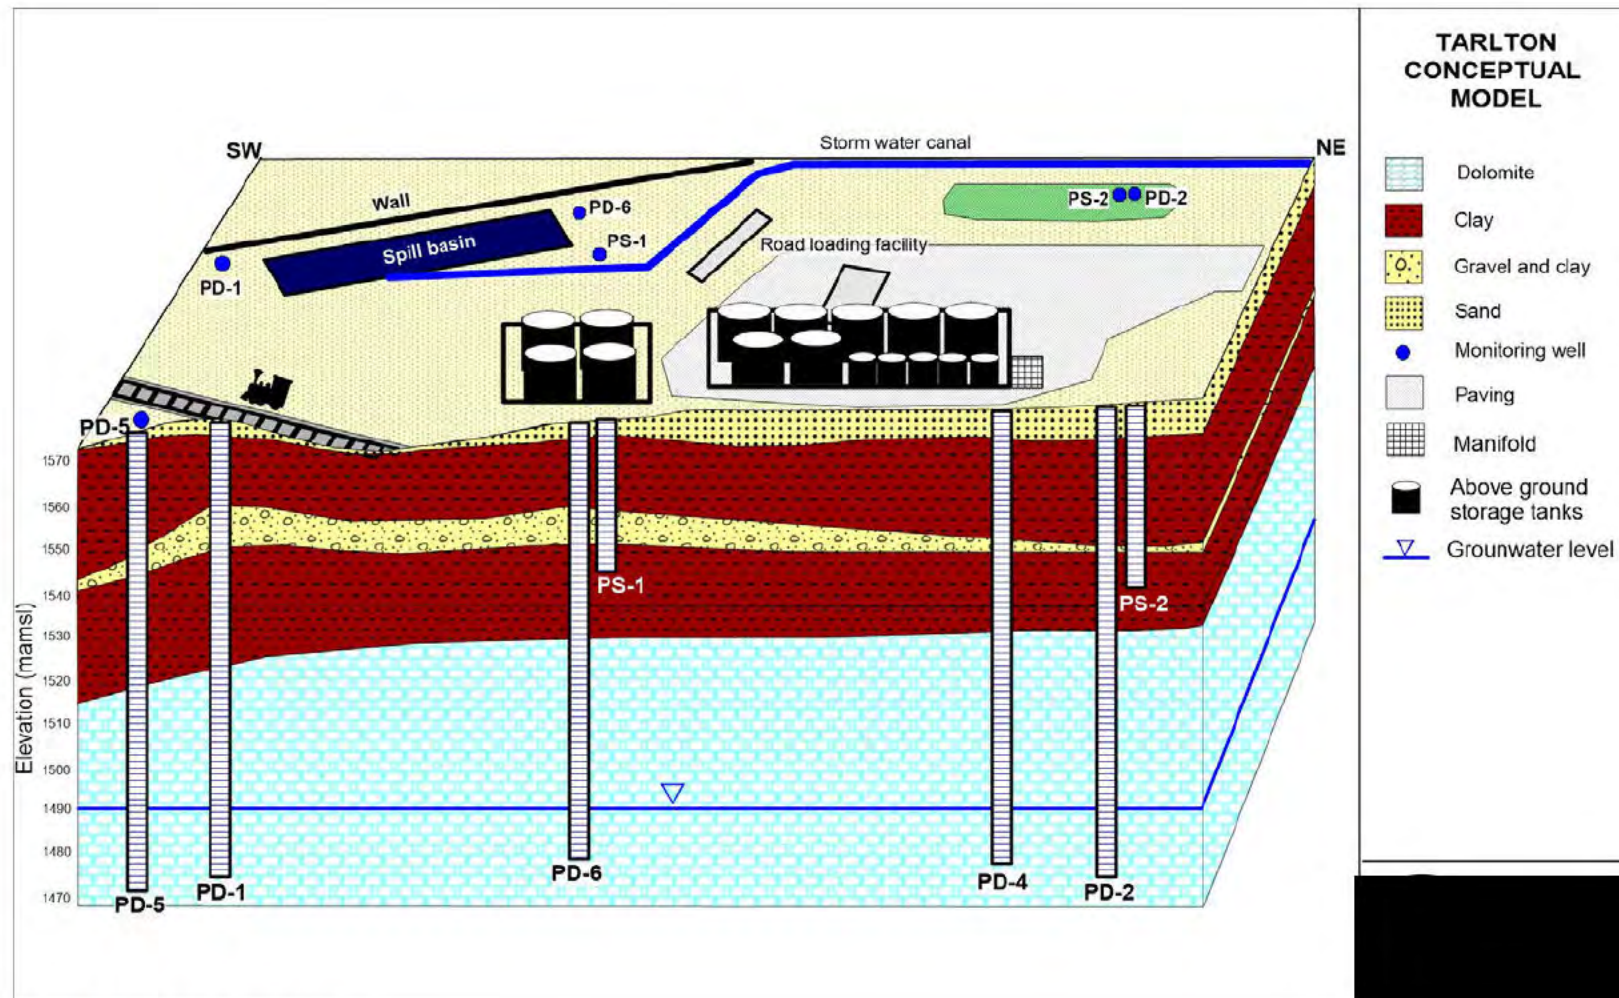 TARLTON
CONCEPTUAL
MODEL
Storm water canal
SW
NE
Wall
PD-6
PS-2
PD-2
Spill basin
PS-1
Road loading facility
PD-1
PD-5
Dolomite
Clay
Gravel and clay
Sand
Monitoring well
Paving
Manifold
Above ground
storage tanks
Grounwater level
Elevation (mamsl)
1570
1560
1550
1540
1530
1520
1510
1500
1490
1480
1470
PS-1
PS-2
PD-5
PD-1
PD-6
PD-4
PD-2